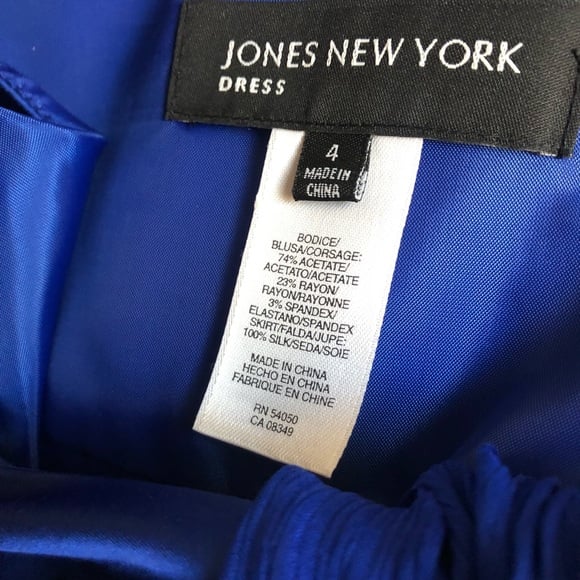 JONES NEW YORK
DRESS
4
MADE IN
CHINA
BODICE/
BLUSA/CORSAGE:
74% ACETATE/
ACETATO/ACETATE
23% RAYON/
RAYON/RAYONNE
3% SPANDEX/
ELASTANO/SPANDEX
SKIRT/FALDA/JUPE:
100% SILK/SEDA/SOIE
MADE IN CHINA
HECHO EN CHINA
FABRIQUE EN CHINE
RN 54050
CA 08349